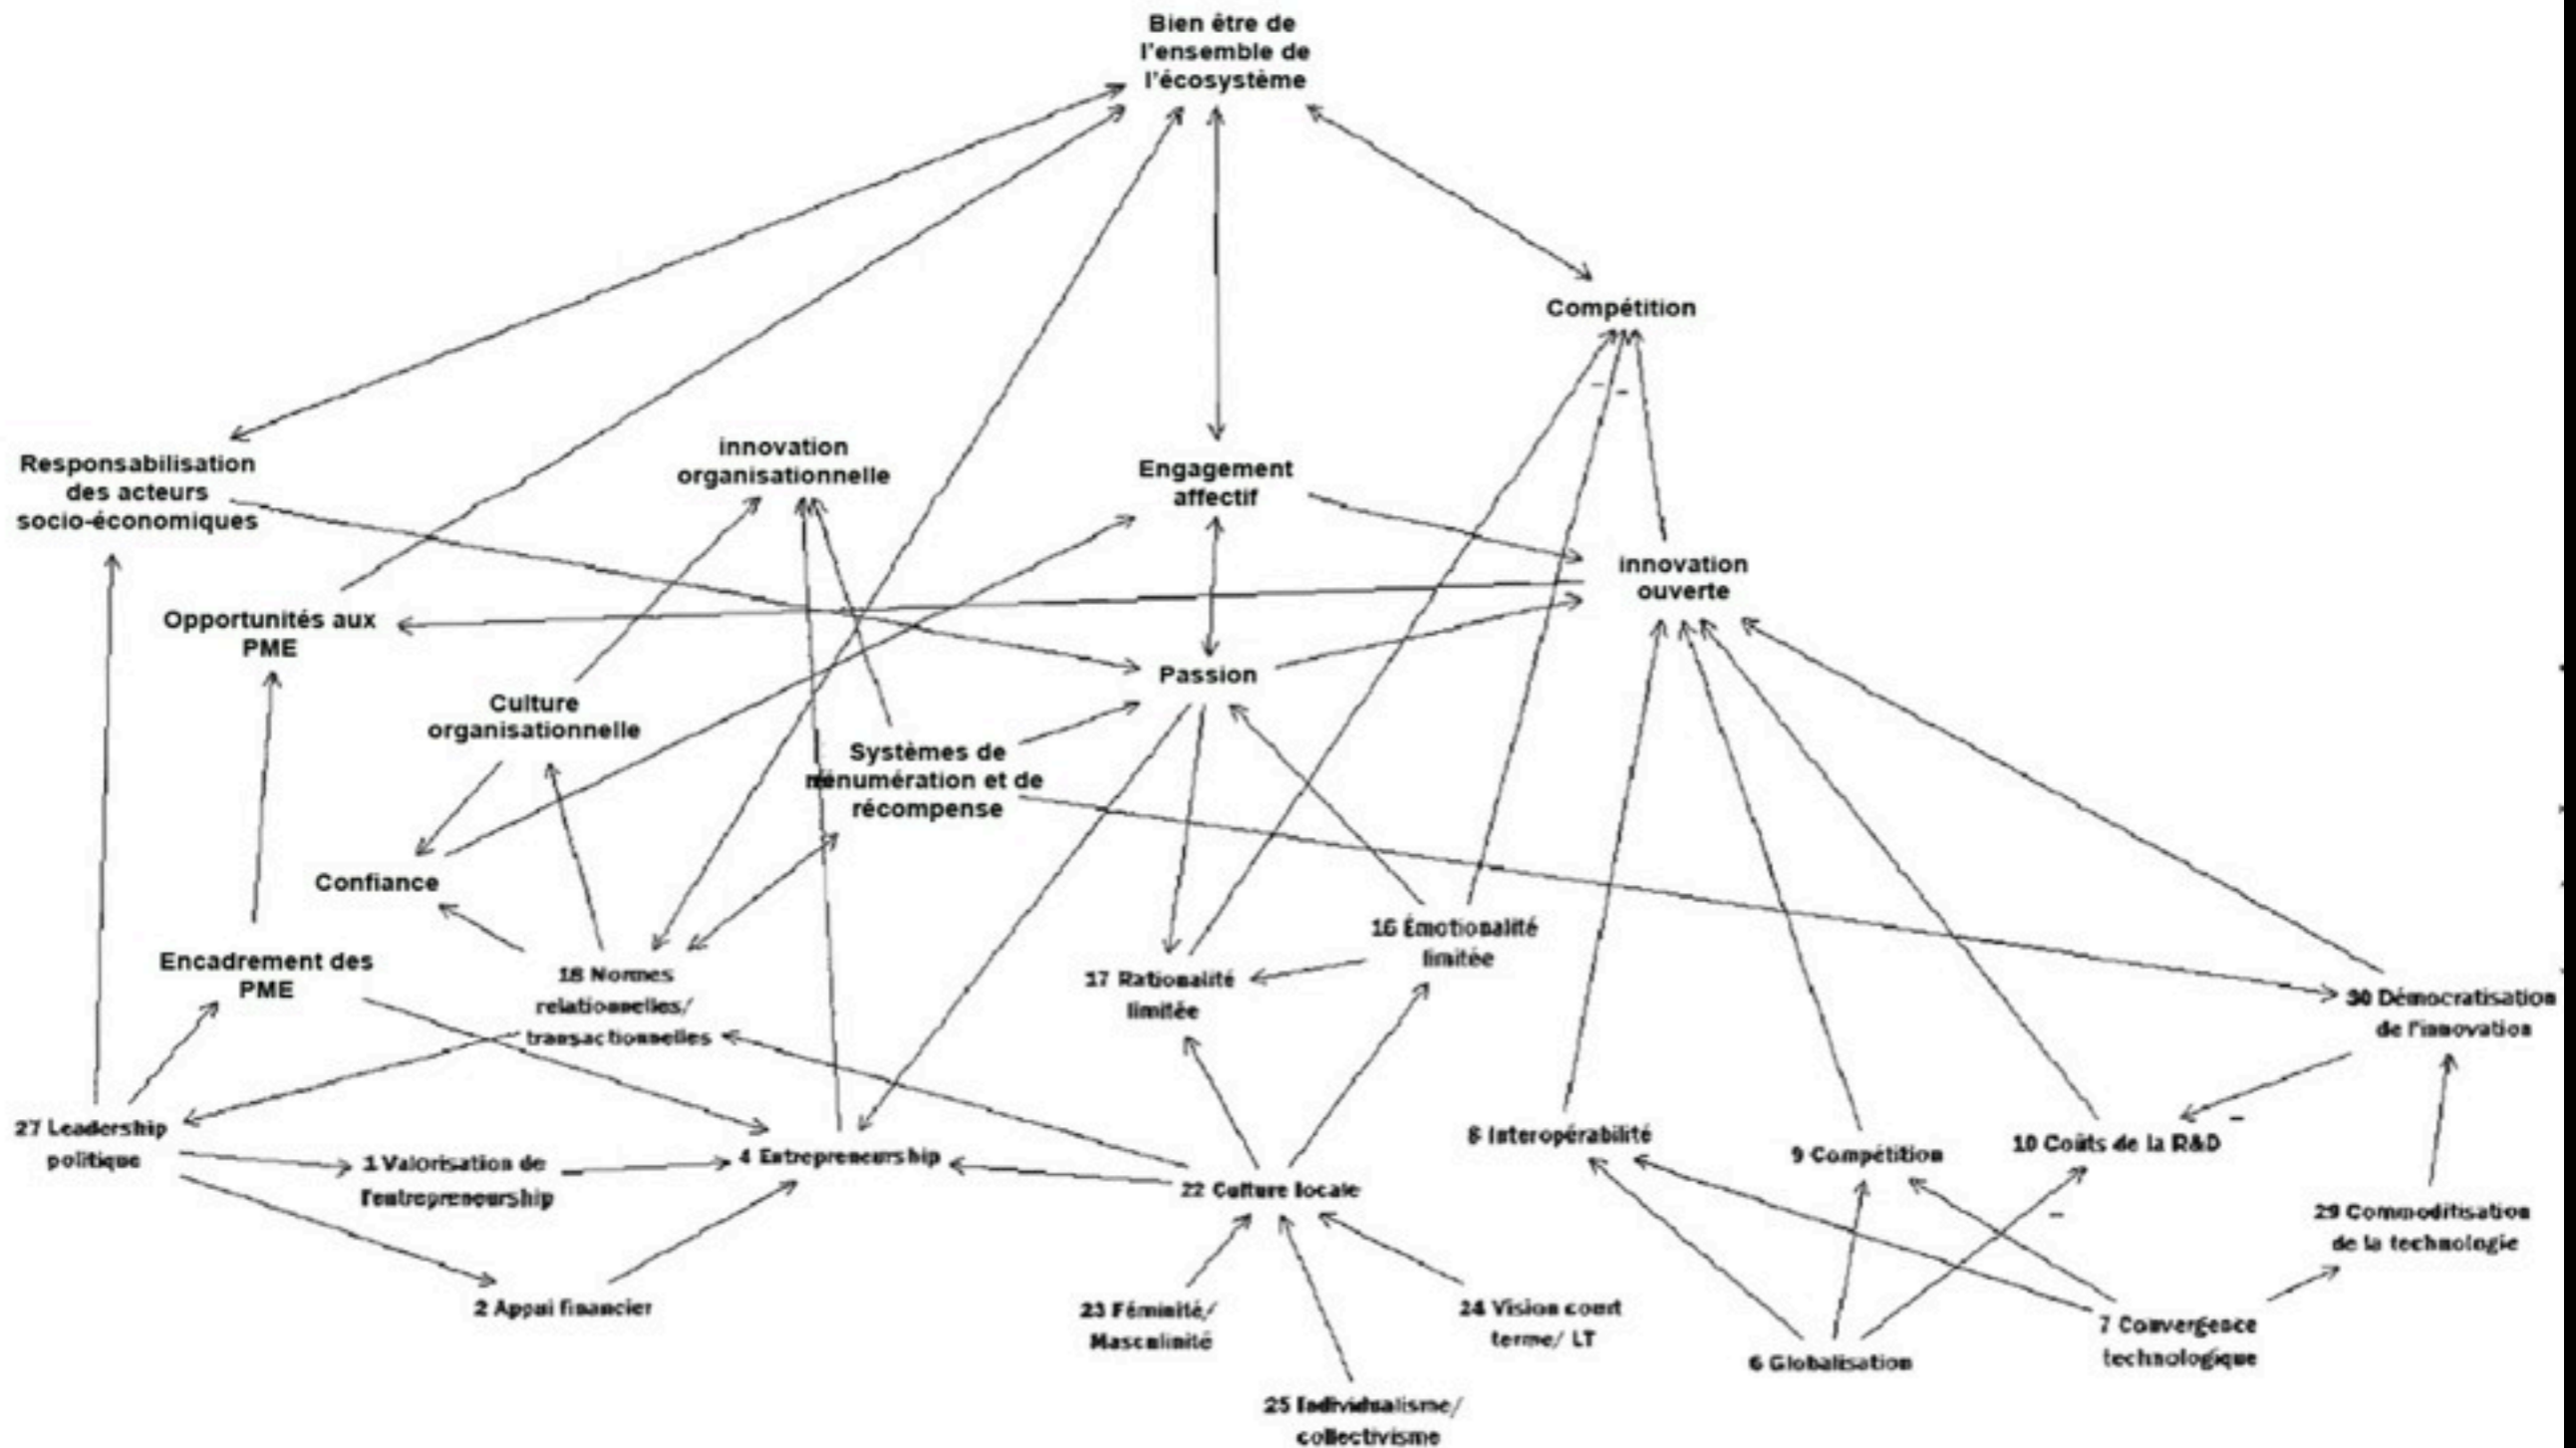 Bien être de
l'ensemble de
l'écosystème
Compétition
Responsabilisation
des acteurs
socio-économiques
innovation
organisationnelle
Engagement
affectif
innovation
ouverte
Opportunités aux
PME
Passion
Culture
organisationnelle
Systèmes de
rénumération et de
récompense
Confiance
Encadrement des
PME
18 Normes
relationnelles/
transactionnelles
17 Rationalité
limitée
16 Émotionalité
limitée
30 Démocratisation
de l'innovation
27 Leadership
politique
1 Valorisation de
l'entrepreneurship
4 Entrepreneurship
22 Culture locale
8 Interopérabilité
9 Compétition
10 Coûts de la R&D
29 Commoditisation
de la technologie
2 Appui financier
23 Féminité/
Masculinité
24 Vision court
terme/ LT
25 Individualisme/
collectivisme
6 Globalisation
7 Convergence
technologique